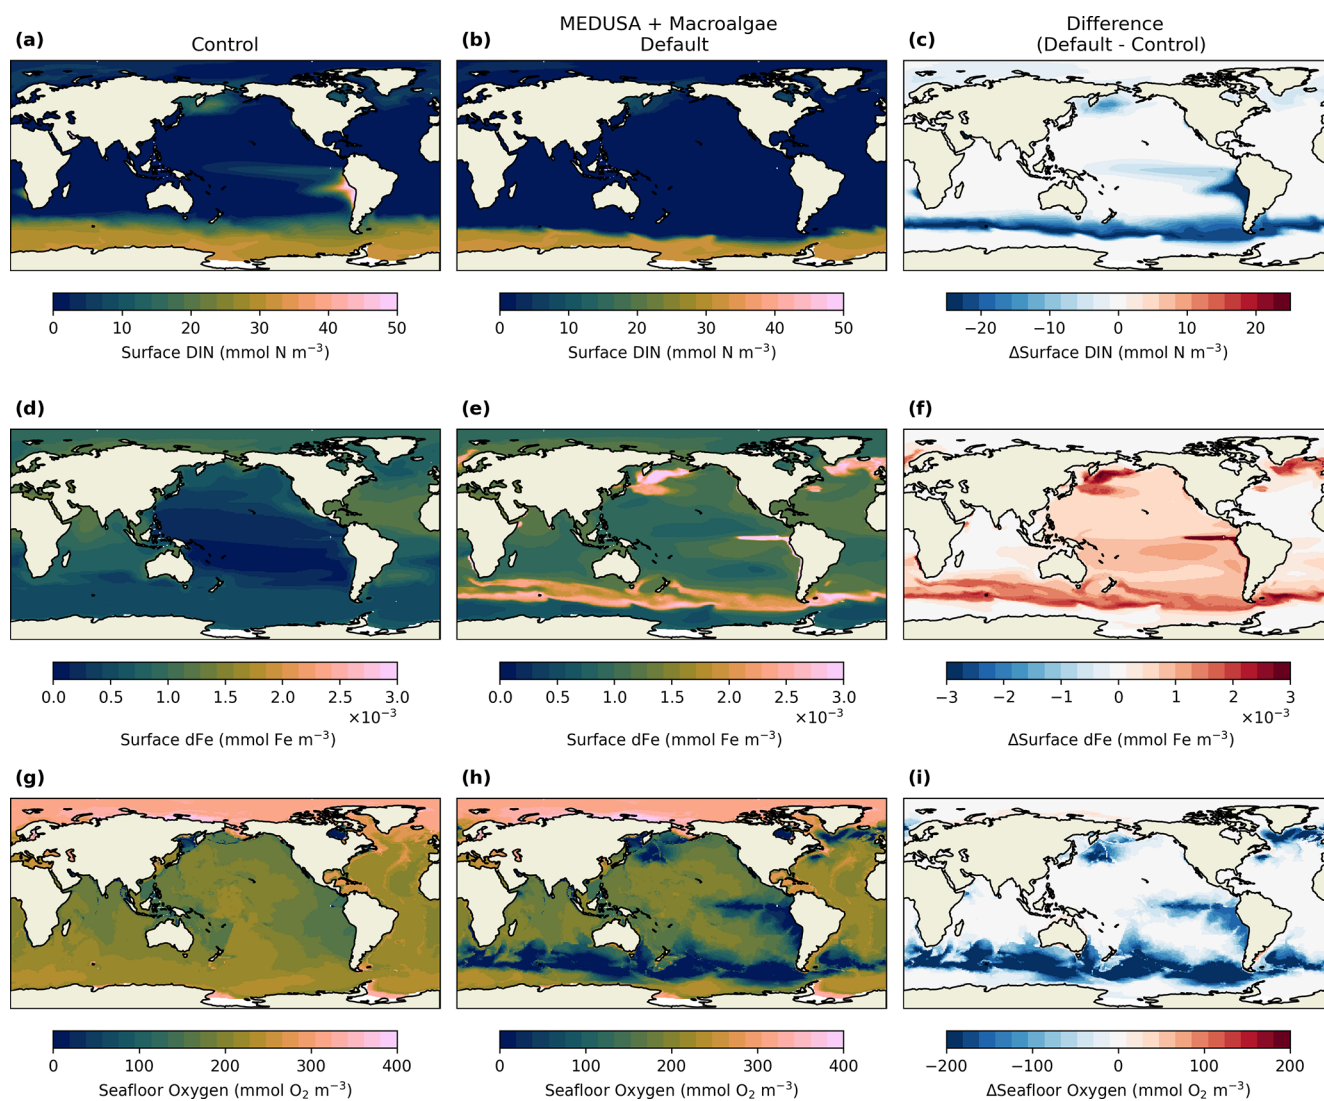 (a) Control
(b) MEDUSA + Macroalgae
Default
(c) Difference
(Default - Control)
0 10 20 30 40 50
Surface DIN (mmol N m⁻³)
0 10 20 30 40 50
Surface DIN (mmol N m⁻³)
−20 −10 0 10 20
ΔSurface DIN (mmol N m⁻³)
(d)
(e)
(f)
0.0 0.5 1.0 1.5 2.0 2.5 3.0
×10⁻³
Surface dFe (mmol Fe m⁻³)
0.0 0.5 1.0 1.5 2.0 2.5 3.0
×10⁻³
Surface dFe (mmol Fe m⁻³)
−3 −2 −1 0 1 2 3
×10⁻³
ΔSurface dFe (mmol Fe m⁻³)
(g)
(h)
(i)
0 100 200 300 400
Seafloor Oxygen (mmol O₂ m⁻³)
0 100 200 300 400
Seafloor Oxygen (mmol O₂ m⁻³)
−200 −100 0 100 200
ΔSeafloor Oxygen (mmol O₂ m⁻³)